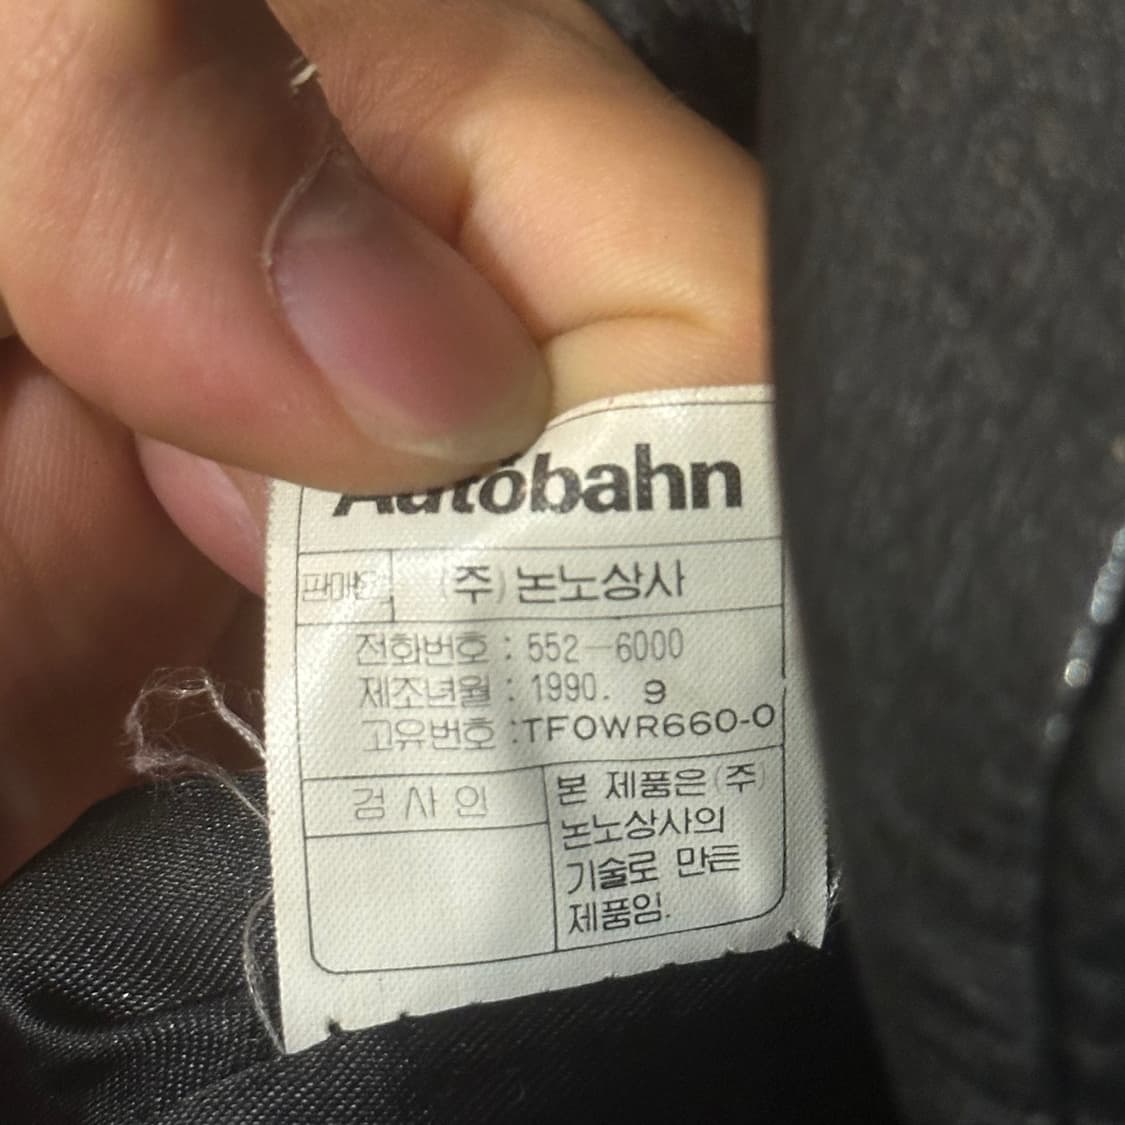 Autobahn
판매원 (주)논노상사
전화번호 : 552-6000
제조년월 : 1990. 9
고유번호 :TFOWR660-0
검사인
본 제품은(주)
논노상사의
기술로 만든
제품임.